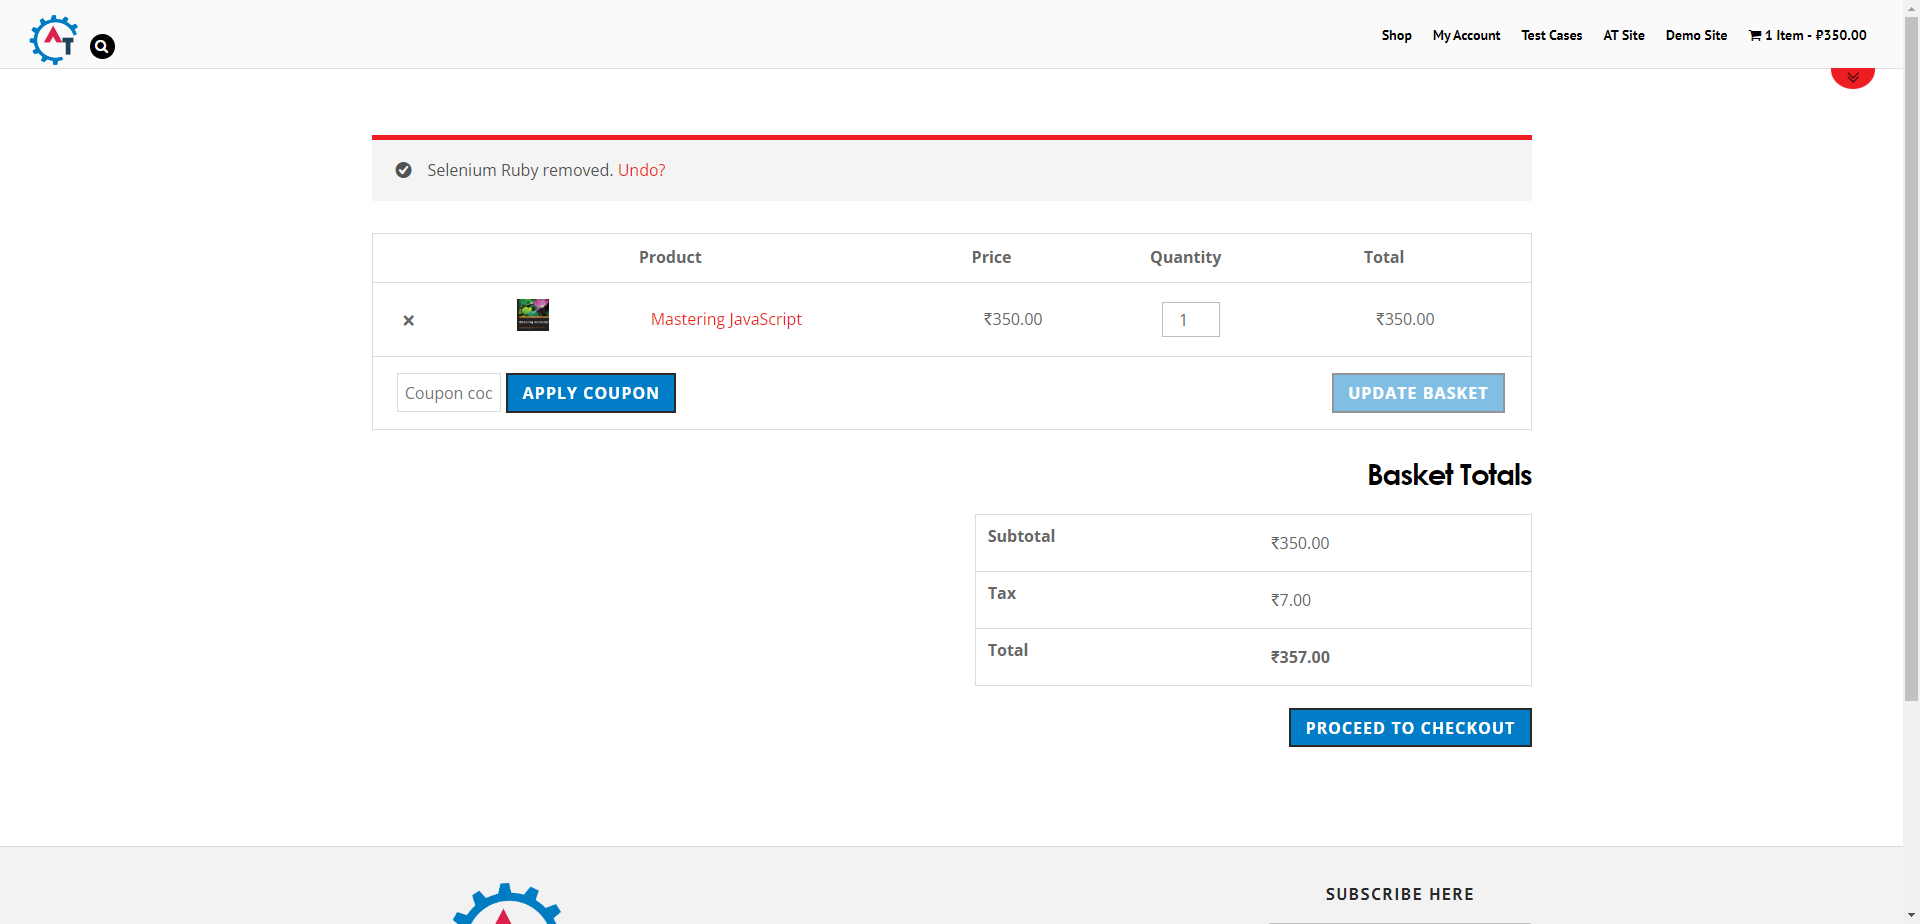 AT
Shop My Account Test Cases AT Site Demo Site 1 Item - ₹350.00
Selenium Ruby removed. Undo?
Product Price Quantity Total
× Mastering JavaScript ₹350.00 1 ₹350.00
Coupon coc APPLY COUPON UPDATE BASKET
Basket Totals
Subtotal ₹350.00
Tax ₹7.00
Total ₹357.00
PROCEED TO CHECKOUT
SUBSCRIBE HERE